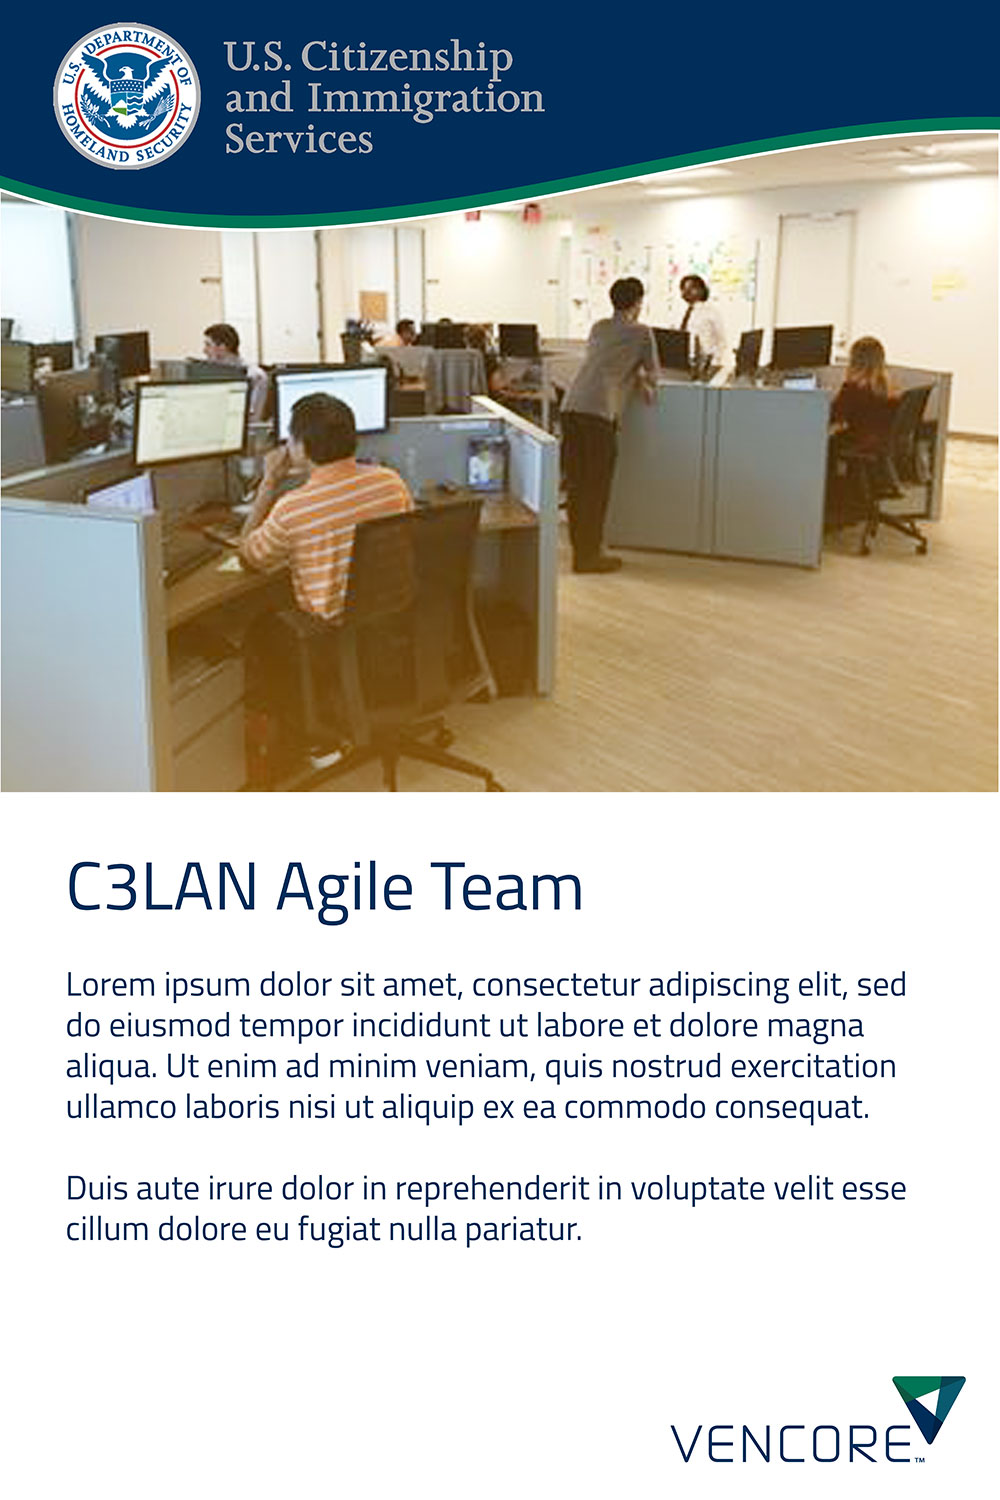 U.S. DEPARTMENT OF
HOMELAND SECURITY
U.S. Citizenship
and Immigration
Services
C3LAN Agile Team
Lorem ipsum dolor sit amet, consectetur adipiscing elit, sed
do eiusmod tempor incididunt ut labore et dolore magna
aliqua. Ut enim ad minim veniam, quis nostrud exercitation
ullamco laboris nisi ut aliquip ex ea commodo consequat.
Duis aute irure dolor in reprehenderit in voluptate velit esse
cillum dolore eu fugiat nulla pariatur.
VENCORE™